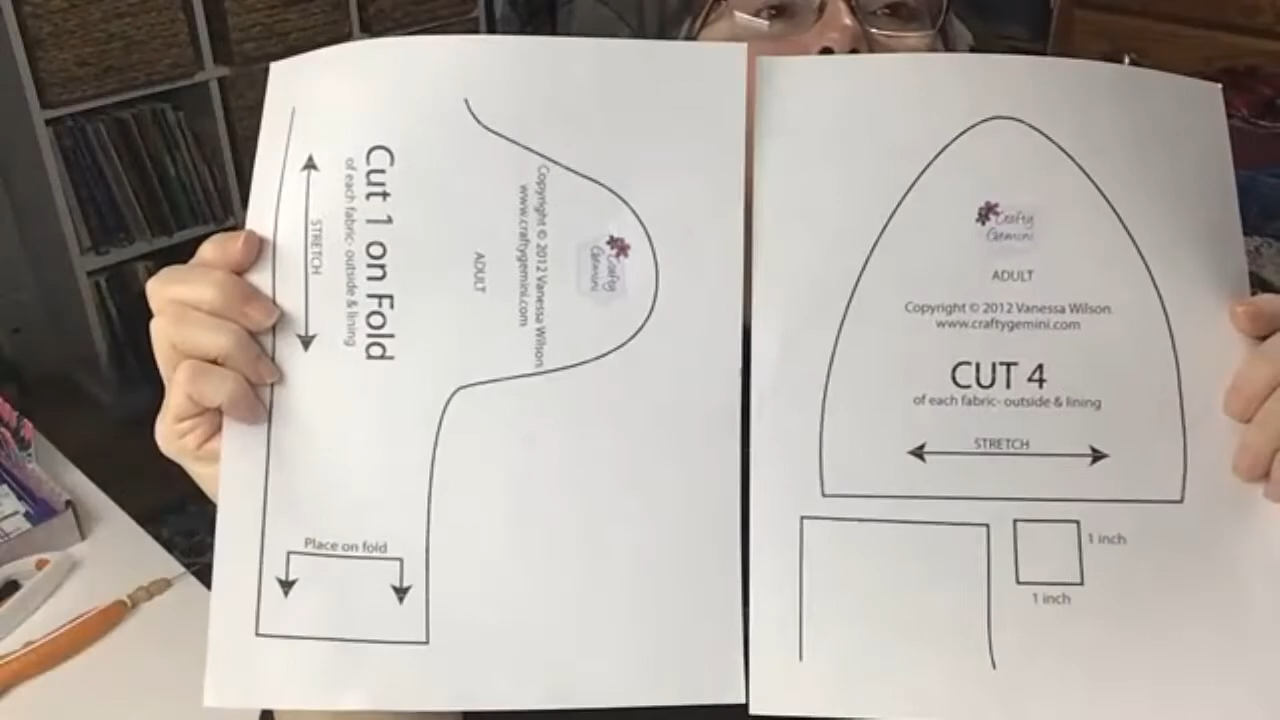 Cut 1 on Fold
of each fabric- outside & lining
STRETCH
ADULT
Crafty
Gemini
Copyright © 2012 Vanessa Wilson
www.craftygemini.com
Place on fold
Crafty
Gemini
ADULT
Copyright © 2012 Vanessa Wilson
www.craftygemini.com
CUT 4
of each fabric- outside & lining
STRETCH
1 inch
1 inch